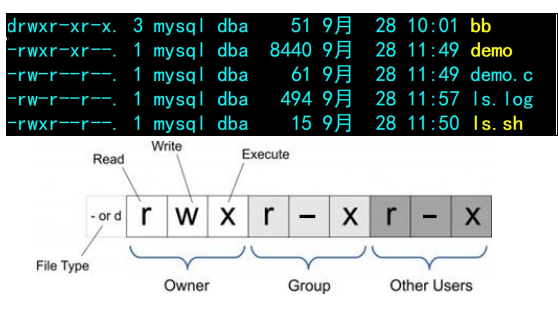 drwxr-xr-x. 3 mysql dba 51 9月 28 10:01 bb
-rwxr-xr--. 1 mysql dba 8440 9月 28 11:49 demo
-rw-r--r--. 1 mysql dba 61 9月 28 11:49 demo.c
-rw-r--r--. 1 mysql dba 494 9月 28 11:57 ls.log
-rwxr--r--. 1 mysql dba 15 9月 28 11:50 ls.sh
Read Write Execute
- or d r w x r - x r - x
File Type
Owner Group Other Users